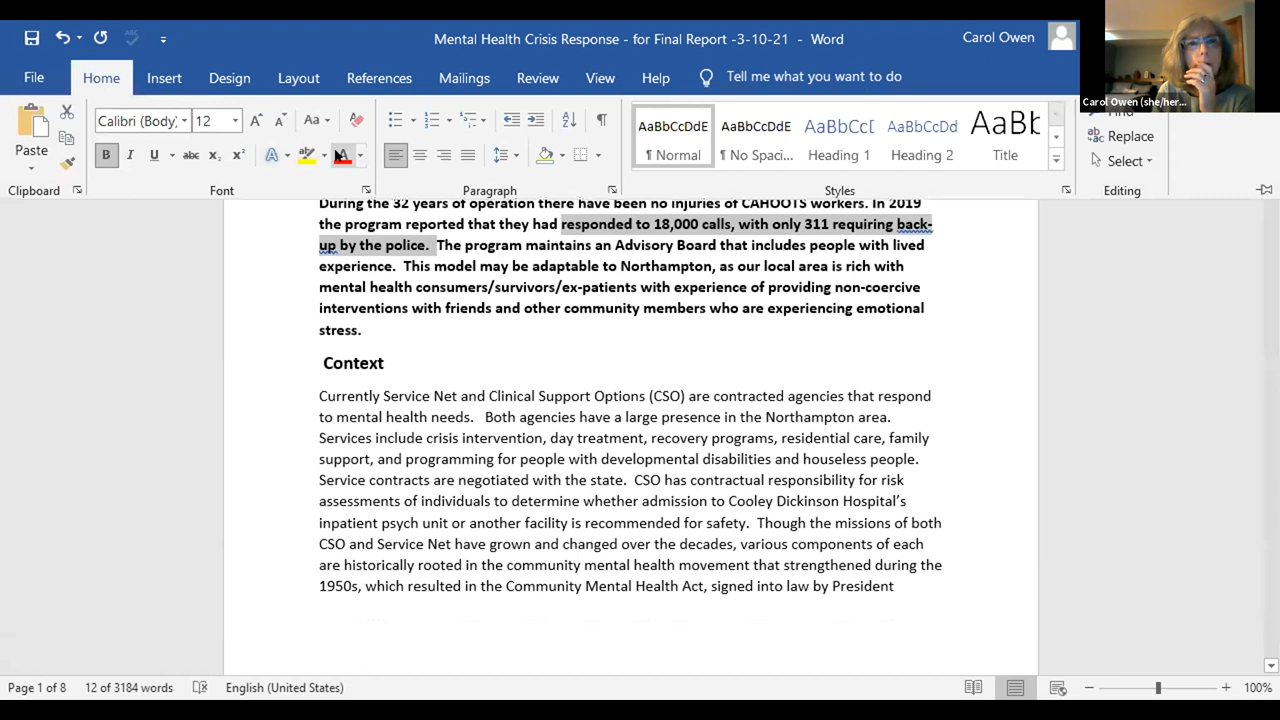 Mental Health Crisis Response - for Final Report -3-10-21 - Word
Carol Owen
Carol Owen (she/her...
File Home Insert Design Layout References Mailings Review View Help Tell me what you want to do
Paste
Calibri (Body) 12
Aa
B I U abc X₂ X²
AaBbCcDdE AaBbCcDdE AaBbC( AaBbCcDd AaBb
¶ Normal ¶ No Spaci... Heading 1 Heading 2 Title
Find
Replace
Select
Clipboard Font Paragraph Styles Editing
During the 32 years of operation there have been no injuries of CAHOOTS workers. In 2019
the program reported that they had responded to 18,000 calls, with only 311 requiring back-
up by the police. The program maintains an Advisory Board that includes people with lived
experience. This model may be adaptable to Northampton, as our local area is rich with
mental health consumers/survivors/ex-patients with experience of providing non-coercive
interventions with friends and other community members who are experiencing emotional
stress.
Context
Currently Service Net and Clinical Support Options (CSO) are contracted agencies that respond
to mental health needs. Both agencies have a large presence in the Northampton area.
Services include crisis intervention, day treatment, recovery programs, residential care, family
support, and programming for people with developmental disabilities and houseless people.
Service contracts are negotiated with the state. CSO has contractual responsibility for risk
assessments of individuals to determine whether admission to Cooley Dickinson Hospital's
inpatient psych unit or another facility is recommended for safety. Though the missions of both
CSO and Service Net have grown and changed over the decades, various components of each
are historically rooted in the community mental health movement that strengthened during the
1950s, which resulted in the Community Mental Health Act, signed into law by President
Page 1 of 8 12 of 3184 words English (United States) 100%